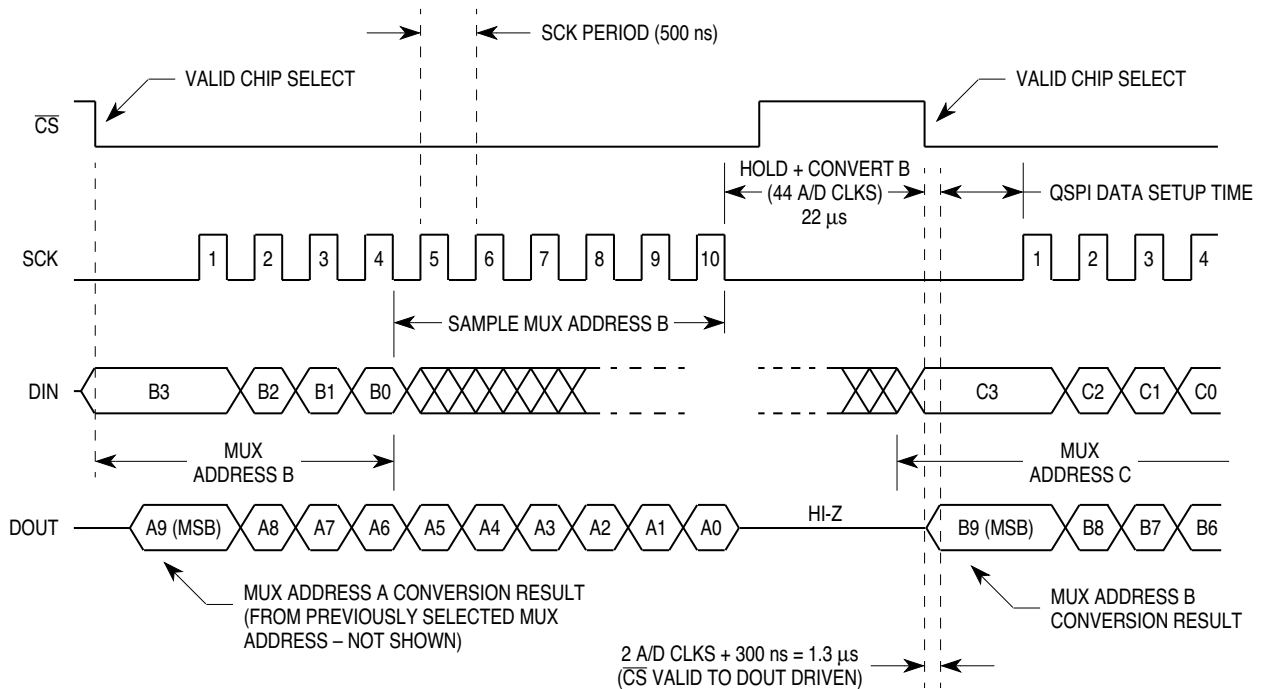 SCK PERIOD (500 ns)
VALID CHIP SELECT
VALID CHIP SELECT
CS
HOLD + CONVERT B
(44 A/D CLKS)
22 µs
QSPI DATA SETUP TIME
SCK
1 2 3 4 5 6 7 8 9 10 1 2 3 4
SAMPLE MUX ADDRESS B
DIN
B3 B2 B1 B0 C3 C2 C1 C0
MUX
ADDRESS B
MUX
ADDRESS C
DOUT
A9 (MSB) A8 A7 A6 A5 A4 A3 A2 A1 A0 HI-Z B9 (MSB) B8 B7 B6
MUX ADDRESS A CONVERSION RESULT
(FROM PREVIOUSLY SELECTED MUX
ADDRESS – NOT SHOWN)
MUX ADDRESS B
CONVERSION RESULT
2 A/D CLKS + 300 ns = 1.3 µs
(CS VALID TO DOUT DRIVEN)